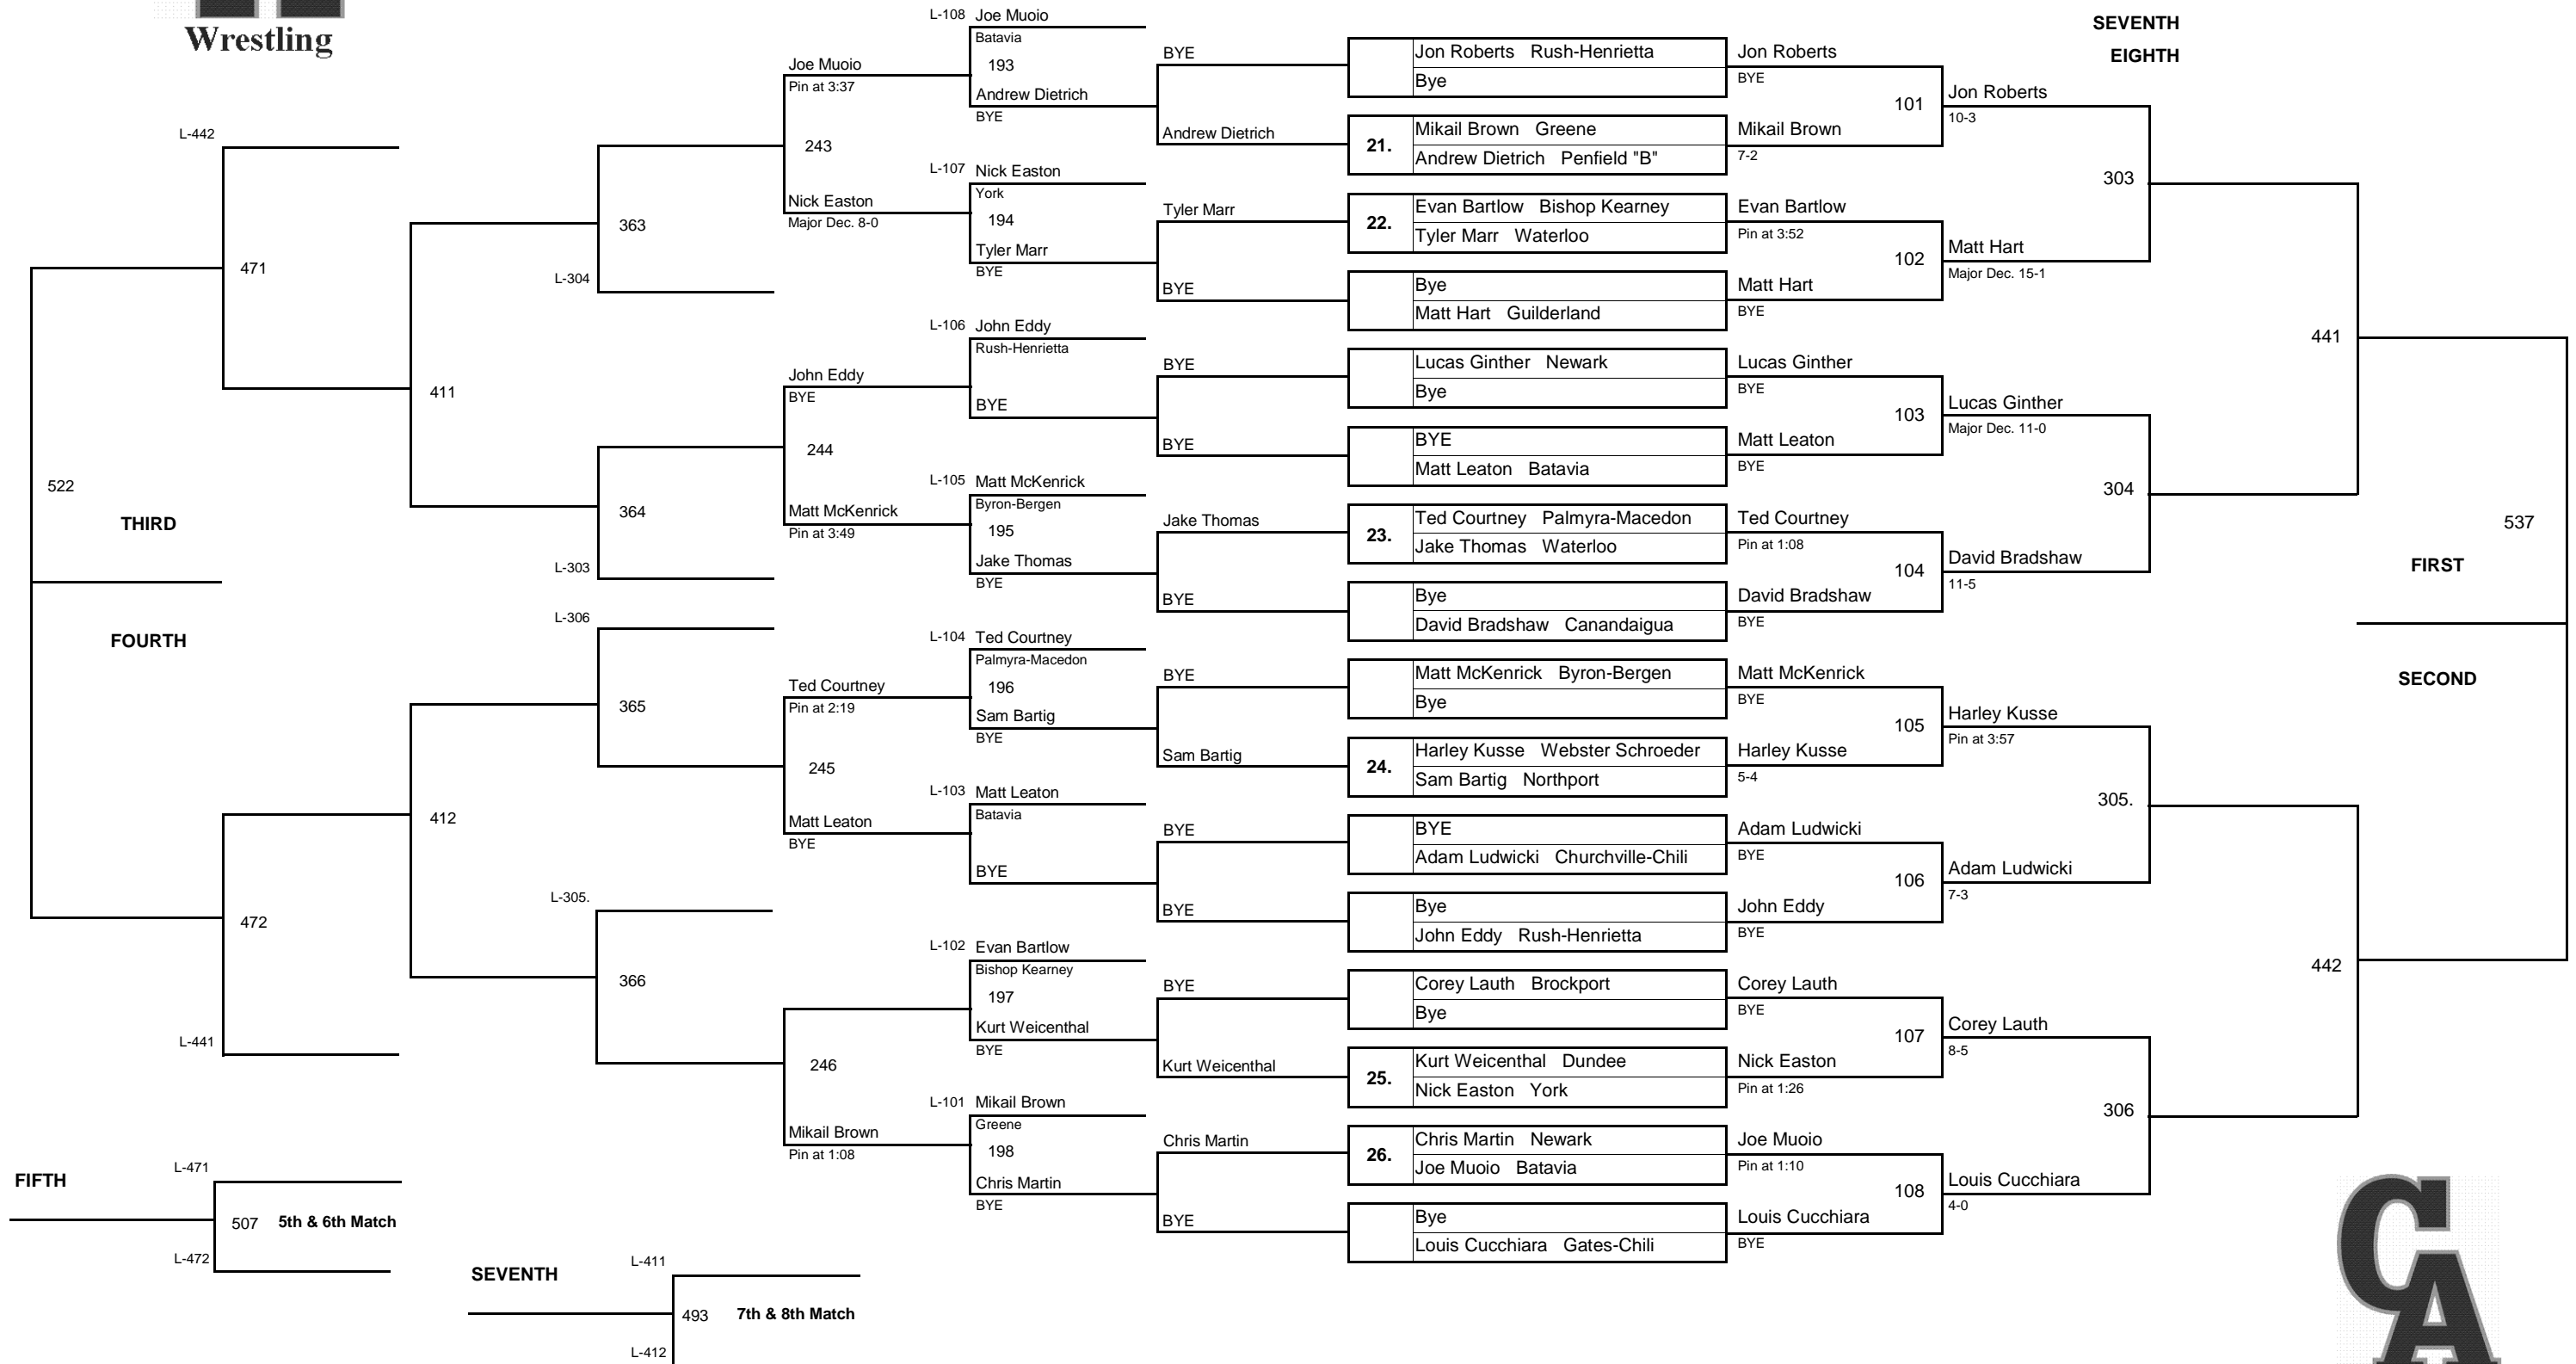 Wrestling
SEVENTH
EIGHTH
L-442
471
522
THIRD
FOURTH
472
L-441
411
412
363
L-304
364
L-303
L-306
365
L-305.
366
Joe Muoio
Pin at 3:37
243
Nick Easton
Major Dec. 8-0
John Eddy
BYE
244
Matt McKenrick
Pin at 3:49
Ted Courtney
Pin at 2:19
245
Matt Leaton
BYE
246
Mikail Brown
Pin at 1:08
L-108 Joe Muoio
Batavia
193
Andrew Dietrich
BYE
L-107 Nick Easton
York
194
Tyler Marr
BYE
L-106 John Eddy
Rush-Henrietta
BYE
L-105 Matt McKenrick
Byron-Bergen
195
Jake Thomas
BYE
L-104 Ted Courtney
Palmyra-Macedon
196
Sam Bartig
BYE
L-103 Matt Leaton
Batavia
BYE
L-102 Evan Bartlow
Bishop Kearney
197
Kurt Weicenthal
BYE
L-101 Mikail Brown
Greene
198
Chris Martin
BYE
BYE
Andrew Dietrich
Tyler Marr
BYE
BYE
BYE
Jake Thomas
BYE
BYE
Sam Bartig
BYE
BYE
BYE
Kurt Weicenthal
Chris Martin
BYE
Jon Roberts Rush-Henrietta
Bye
21. Mikail Brown Greene
Andrew Dietrich Penfield "B"
22. Evan Bartlow Bishop Kearney
Tyler Marr Waterloo
Bye
Matt Hart Guilderland
Lucas Ginther Newark
Bye
BYE
Matt Leaton Batavia
23. Ted Courtney Palmyra-Macedon
Jake Thomas Waterloo
Bye
David Bradshaw Canandaigua
Matt McKenrick Byron-Bergen
Bye
24. Harley Kusse Webster Schroeder
Sam Bartig Northport
BYE
Adam Ludwicki Churchville-Chili
Bye
John Eddy Rush-Henrietta
Corey Lauth Brockport
Bye
25. Kurt Weicenthal Dundee
Nick Easton York
26. Chris Martin Newark
Joe Muoio Batavia
Bye
Louis Cucchiara Gates-Chili
Jon Roberts
BYE
101
Mikail Brown
7-2
Evan Bartlow
Pin at 3:52
102
Matt Hart
BYE
Lucas Ginther
BYE
103
Matt Leaton
BYE
Ted Courtney
Pin at 1:08
104
David Bradshaw
BYE
Matt McKenrick
BYE
105
Harley Kusse
5-4
Adam Ludwicki
BYE
106
John Eddy
BYE
Corey Lauth
BYE
107
Nick Easton
Pin at 1:26
Joe Muoio
Pin at 1:10
108
Louis Cucchiara
BYE
Jon Roberts
10-3
303
Matt Hart
Major Dec. 15-1
Lucas Ginther
Major Dec. 11-0
304
David Bradshaw
11-5
Harley Kusse
Pin at 3:57
305.
Adam Ludwicki
7-3
Corey Lauth
8-5
306
Louis Cucchiara
4-0
441
442
537
FIRST
SECOND
FIFTH
L-471
507 5th & 6th Match
L-472
SEVENTH
L-411
493 7th & 8th Match
L-412
CA